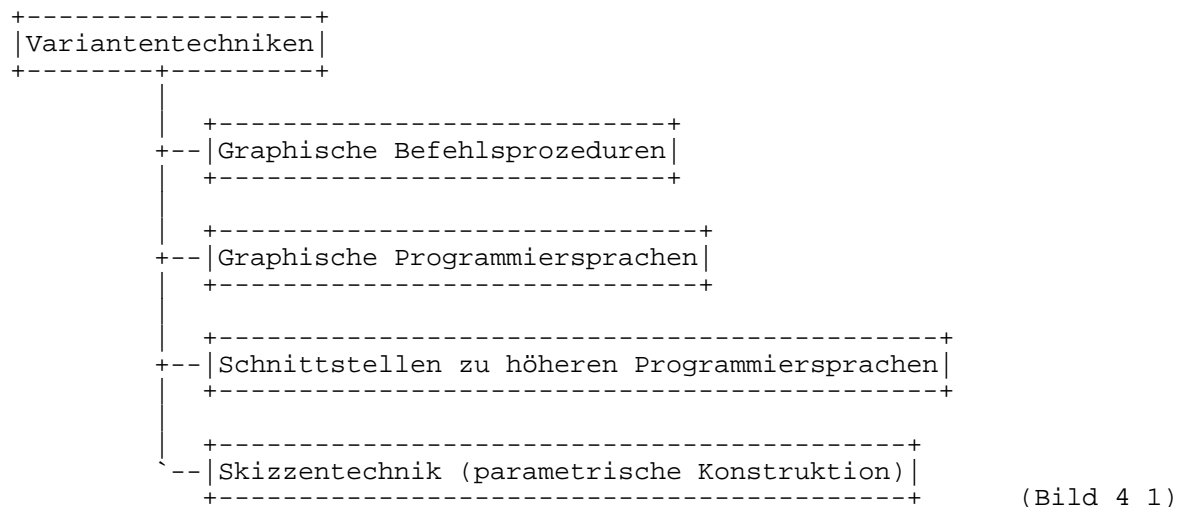 Variantentechniken
Graphische Befehlsprozeduren
Graphische Programmiersprachen
Schnittstellen zu höheren Programmiersprachen
Skizzentechnik (parametrische Konstruktion)
(Bild 4 1)